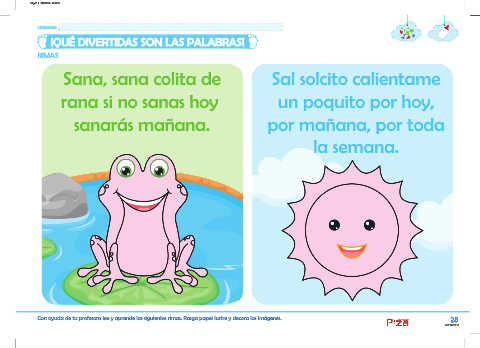 ¡QUÉ DIVERTIDAS SON LAS PALABRAS!
RIMAS
Sana, sana colita de
rana si no sanas hoy
sanarás mañana.
Sal solcito calientame
un poquito por hoy,
por mañana, por toda
la semana.
Con ayuda de tu profesora lee y aprende las siguientes rimas. Rasga papel lustre y decora las imágenes.
28